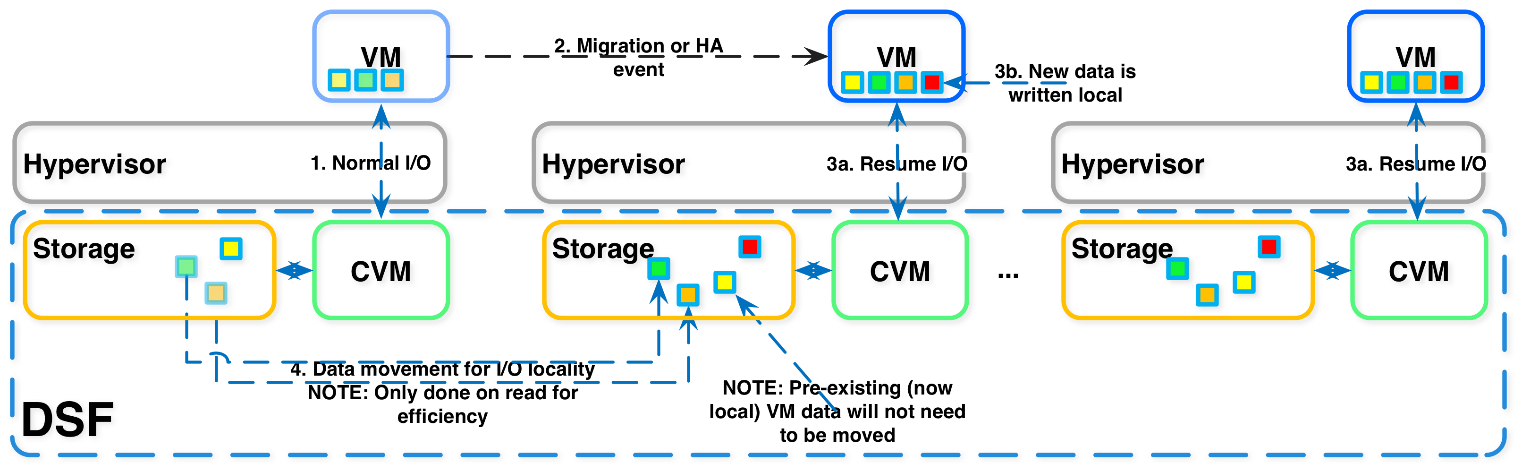 VM
VM
VM
2. Migration or HA
event
3b. New data is
written local
Hypervisor
1. Normal I/O
Hypervisor
3a. Resume I/O
Hypervisor
3a. Resume I/O
Storage
CVM
Storage
CVM
...
Storage
CVM
4. Data movement for I/O locality
NOTE: Only done on read for
efficiency
NOTE: Pre-existing (now
local) VM data will not need
to be moved
DSF